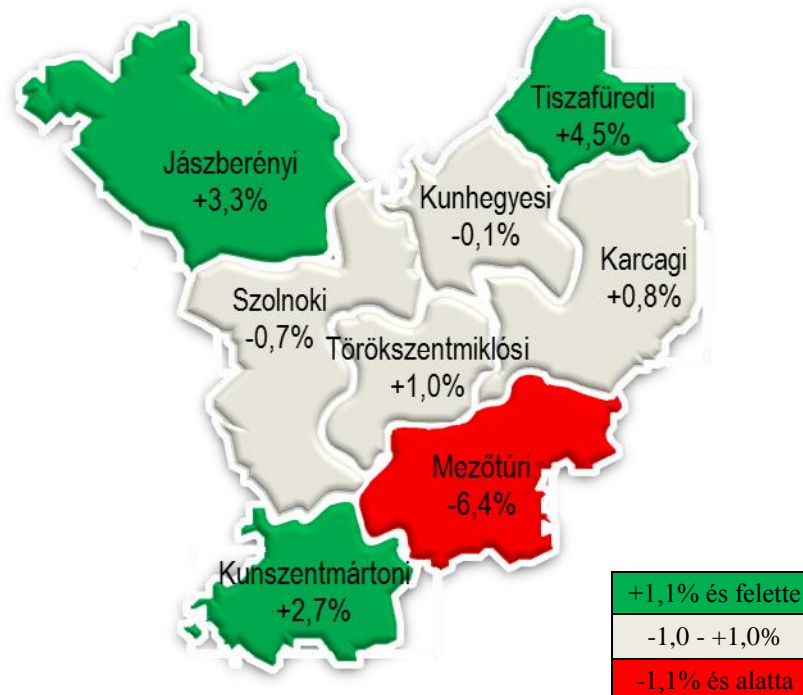 Tiszafüredi
+4,5%
Jászberényi
+3,3%
Kunhegyesi
-0,1%
Karcagi
+0,8%
Szolnoki
-0,7%
Törökszentmiklósi
+1,0%
Mezőtúri
-6,4%
Kunszentmártoni
+2,7%
+1,1% és felette
-1,0 - +1,0%
-1,1% és alatta